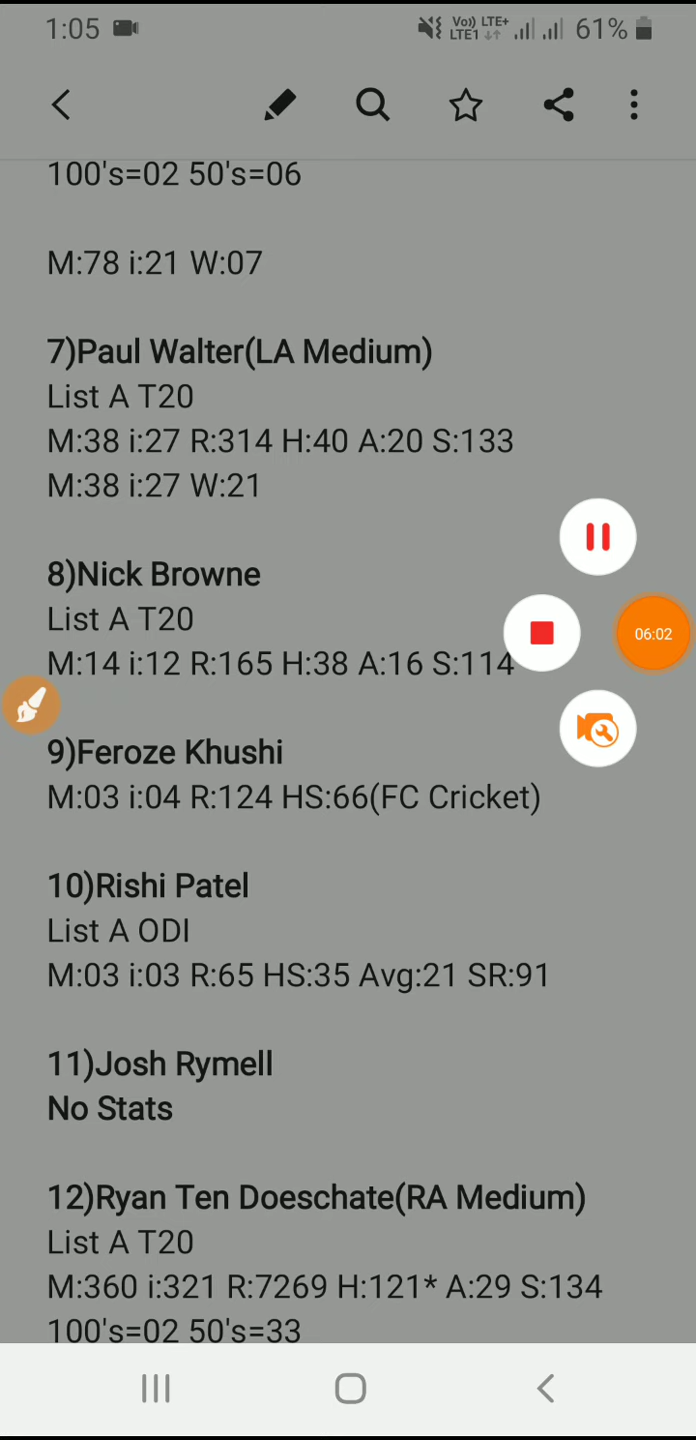 1:05
Vo)) LTE+
LTE1
61%
100's=02 50's=06
M:78 i:21 W:07
7)Paul Walter(LA Medium)
List A T20
M:38 i:27 R:314 H:40 A:20 S:133
M:38 i:27 W:21
8)Nick Browne
List A T20
M:14 i:12 R:165 H:38 A:16 S:114
06:02
9)Feroze Khushi
M:03 i:04 R:124 HS:66(FC Cricket)
10)Rishi Patel
List A ODI
M:03 i:03 R:65 HS:35 Avg:21 SR:91
11)Josh Rymell
No Stats
12)Ryan Ten Doeschate(RA Medium)
List A T20
M:360 i:321 R:7269 H:121* A:29 S:134
100's=02 50's=33